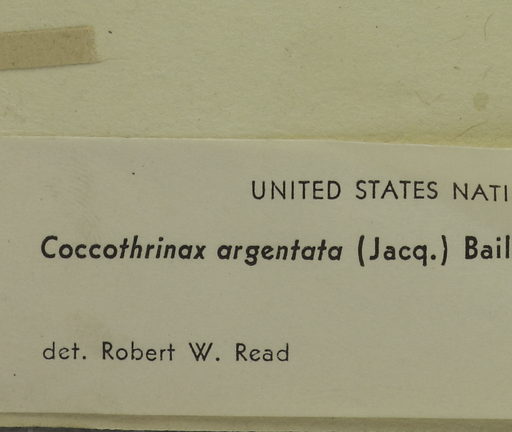 UNITED STATES NATI
Coccothrinax argentata (Jacq.) Bail
det. Robert W. Read